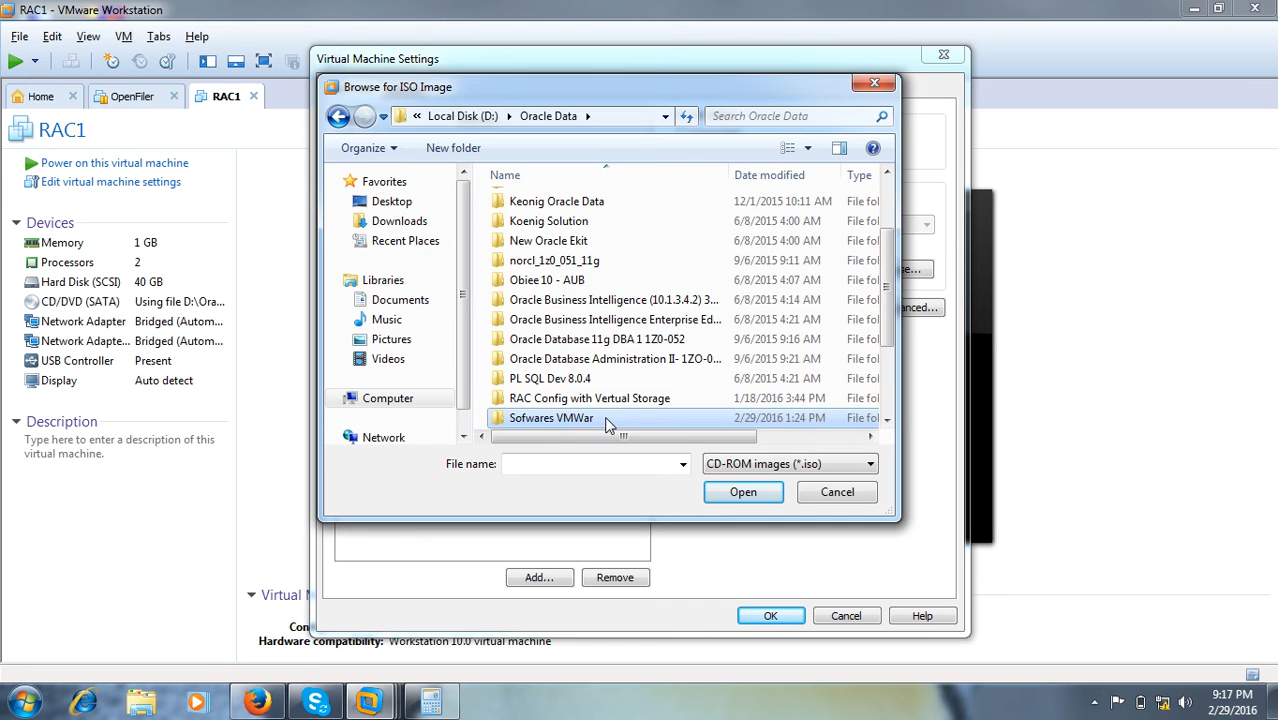 RAC1 - VMware Workstation
File Edit View VM Tabs Help
Home OpenFiler RAC1
RAC1
Power on this virtual machine
Edit virtual machine settings
Devices
Memory 1 GB
Processors 2
Hard Disk (SCSI) 40 GB
CD/DVD (SATA) Using file D:\Ora...
Network Adapter Bridged (Autom...
Network Adapte... Bridged (Autom...
USB Controller Present
Display Auto detect
Description
Type here to enter a description of this virtual machine.
Virtual Machine Settings
Browse for ISO Image
« Local Disk (D:) Oracle Data
Search Oracle Data
Organize New folder
Favorites
Desktop
Downloads
Recent Places
Libraries
Documents
Music
Pictures
Videos
Computer
Network
Name Date modified Type
Keonig Oracle Data 12/1/2015 10:11 AM File fol
Koenig Solution 6/8/2015 4:00 AM File fol
New Oracle Ekit 6/8/2015 4:00 AM File fol
norcl_1z0_051_11g 9/6/2015 9:11 AM File fol
Obiee 10 - AUB 6/8/2015 4:07 AM File fol
Oracle Business Intelligence (10.1.3.4.2) 3... 6/8/2015 4:14 AM File fol
Oracle Business Intelligence Enterprise Ed... 6/8/2015 4:21 AM File fol
Oracle Database 11g DBA 1 1Z0-052 9/6/2015 9:16 AM File fol
Oracle Database Administration II- 1ZO-0... 9/6/2015 9:21 AM File fol
PL SQL Dev 8.0.4 6/8/2015 4:21 AM File fol
RAC Config with Vertual Storage 1/18/2016 3:44 PM File fol
Sofwares VMWar 2/29/2016 1:24 PM File fol
File name: CD-ROM images (*.iso)
Open Cancel
se...
anced...
Add... Remove
OK Cancel Help
Virtual M
Con
Hardware compatibility: Workstation 10.0 virtual machine
9:17 PM
2/29/2016